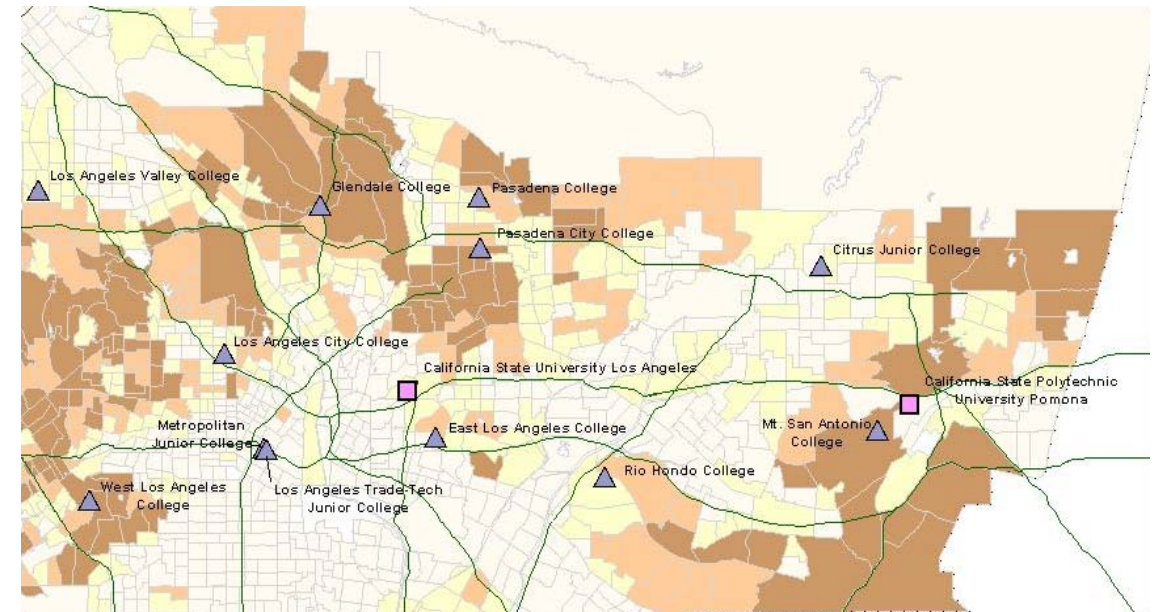 Los Angeles Valley College
Glendale College
Pasadena College
Pasadena City College
Citrus Junior College
Los Angeles City College
California State University Los Angeles
California State Polytechnic
University Pomona
Metropolitan
Junior College
East Los Angeles College
Mt. San Antonio
College
Rio Hondo College
West Los Angeles
College
Los Angeles Trade-Tech
Junior College